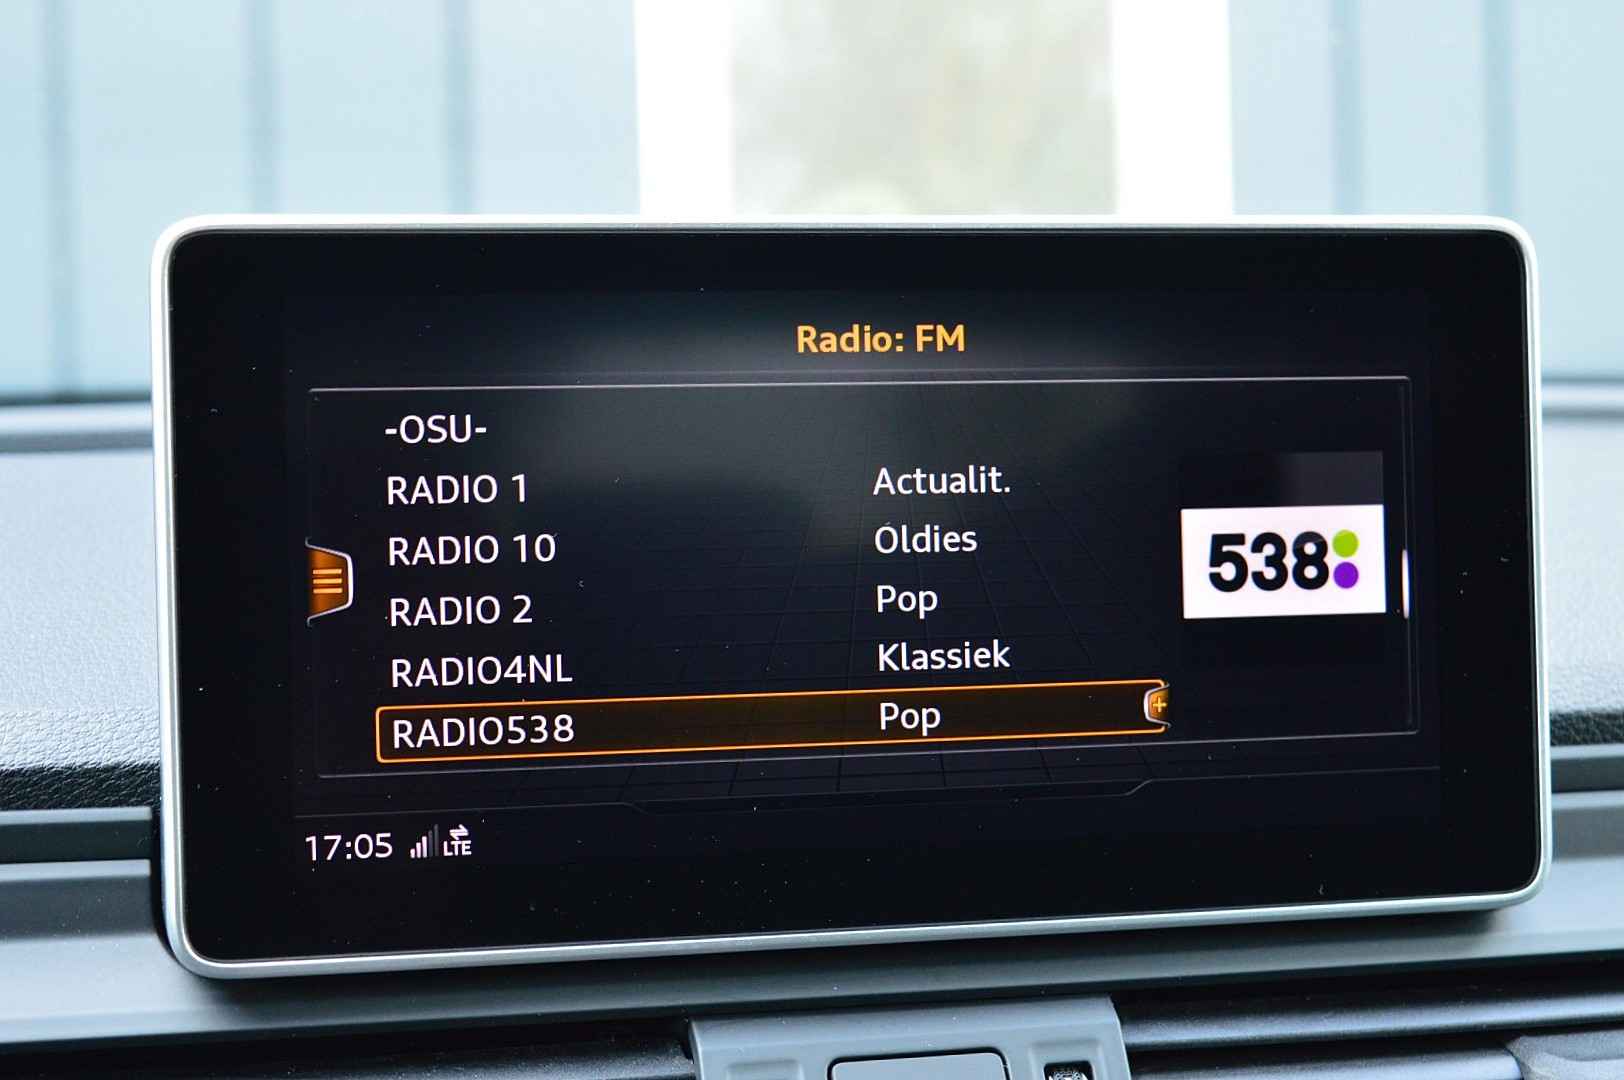 Radio: FM
-OSU-
RADIO 1 Actualit.
RADIO 10 Oldies
RADIO 2 Pop
RADIO4NL Klassiek
RADIO538 Pop
538
17:05 LTE